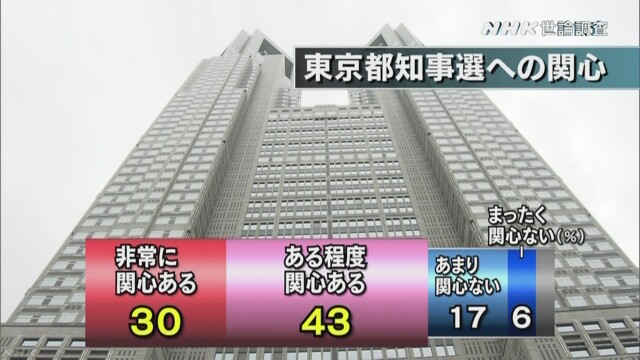 NHK世論調査
東京都知事選への関心
まったく
関心ない(%)
非常に
関心ある
30
ある程度
関心ある
43
あまり
関心ない
17
6